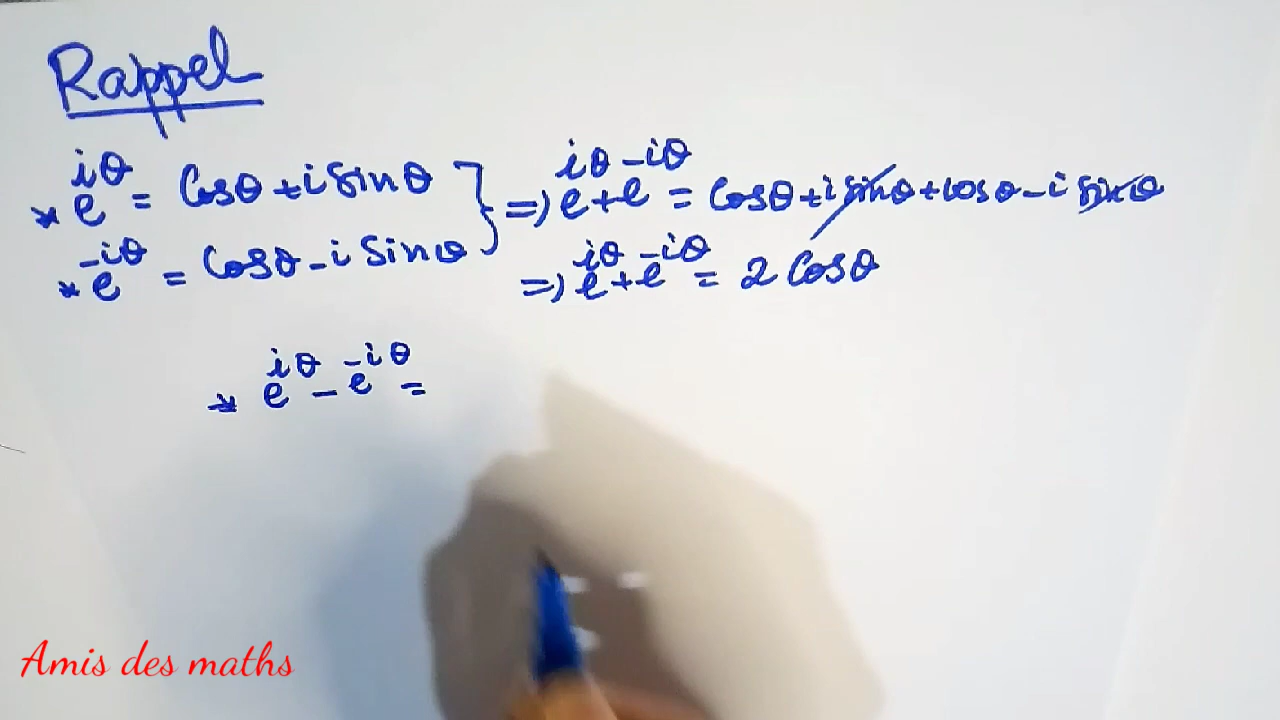 Rappel
* e^{iθ} = Cosθ + i Sinθ } => e^{iθ} + e^{-iθ} = Cosθ + i Sinθ + Cosθ - i Sinθ
* e^{-iθ} = Cosθ - i Sinθ } => e^{iθ} + e^{-iθ} = 2 Cosθ
* e^{iθ} - e^{-iθ} =
Amis des maths